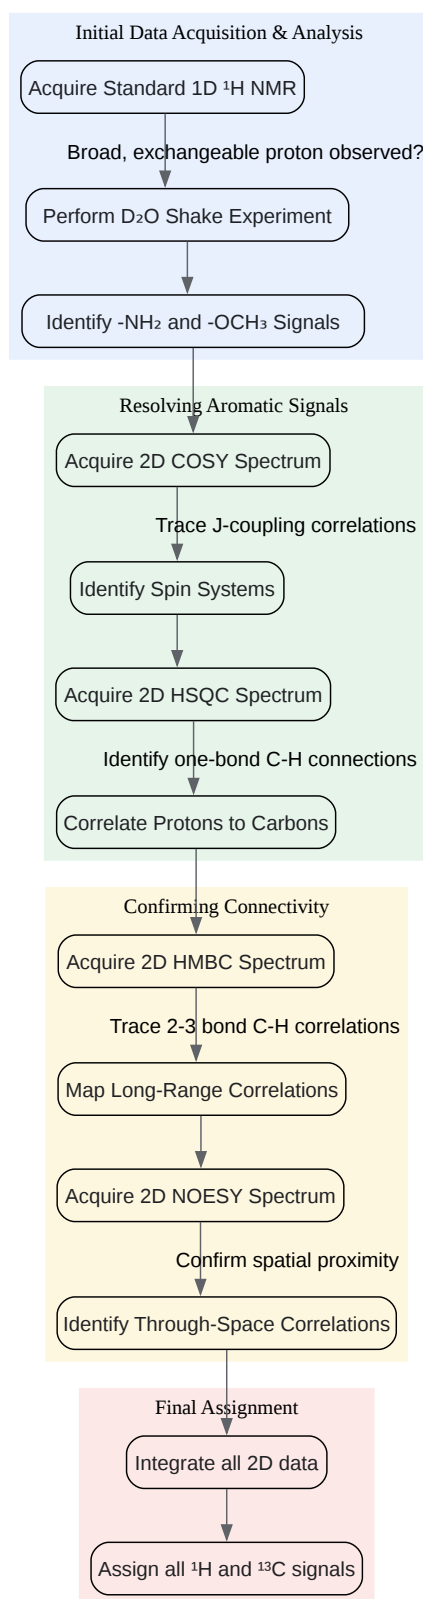 Initial Data Acquisition & Analysis
Acquire Standard 1D ¹H NMR
Broad, exchangeable proton observed?
Perform D₂O Shake Experiment
Identify -NH₂ and -OCH₃ Signals
Resolving Aromatic Signals
Acquire 2D COSY Spectrum
Trace J-coupling correlations
Identify Spin Systems
Acquire 2D HSQC Spectrum
Identify one-bond C-H connections
Correlate Protons to Carbons
Confirming Connectivity
Acquire 2D HMBC Spectrum
Trace 2-3 bond C-H correlations
Map Long-Range Correlations
Acquire 2D NOESY Spectrum
Confirm spatial proximity
Identify Through-Space Correlations
Final Assignment
Integrate all 2D data
Assign all ¹H and ¹³C signals